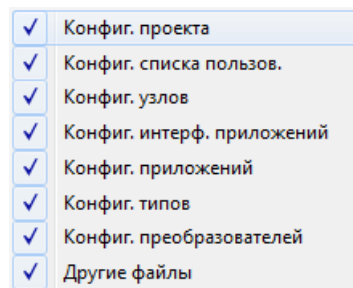 Конфиг. проекта
Конфиг. списка пользов.
Конфиг. узлов
Конфиг. интерф. приложений
Конфиг. приложений
Конфиг. типов
Конфиг. преобразователей
Другие файлы